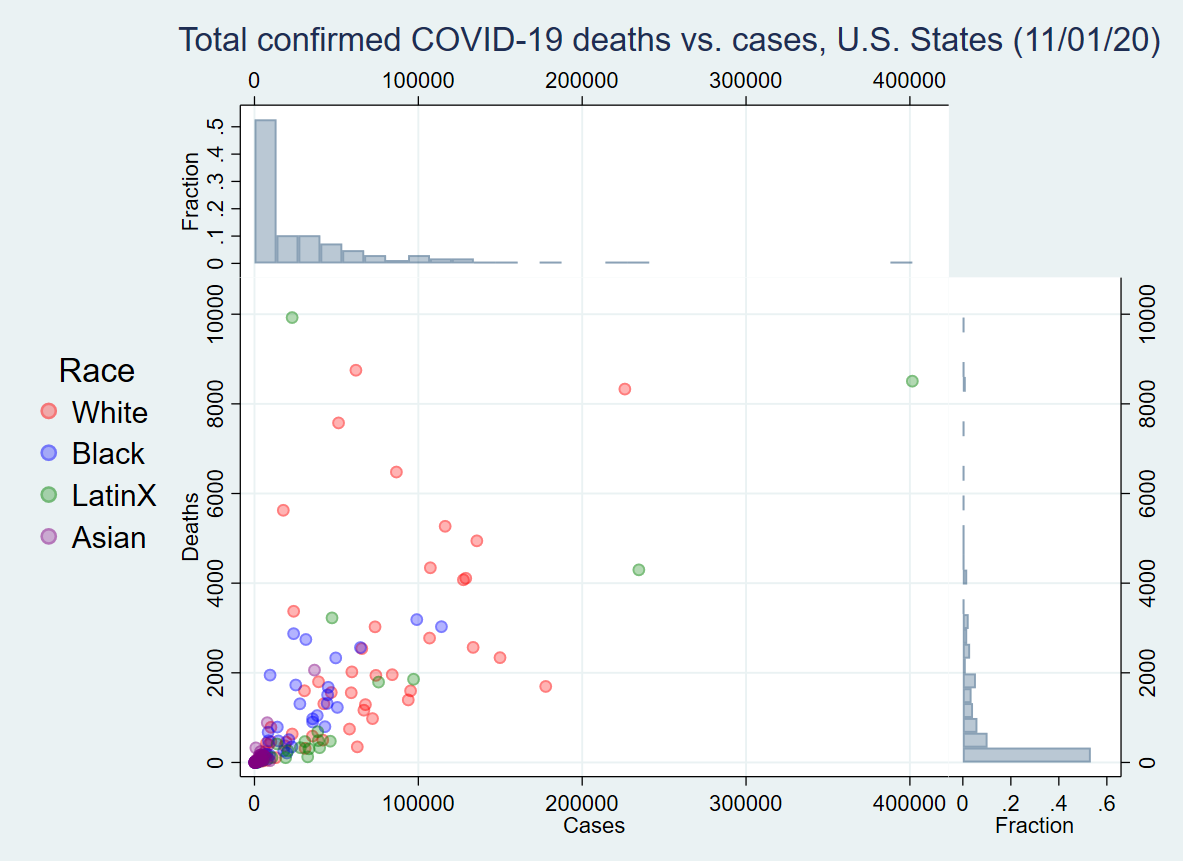 Total confirmed COVID-19 deaths vs. cases, U.S. States (11/01/20)
0 100000 200000 300000 400000
Fraction
.5
.4
.3
.2
.1
0
Race
White
Black
LatinX
Asian
Deaths
10000
8000
6000
4000
2000
0
10000
8000
6000
4000
2000
0
0 100000 200000 300000 400000
Cases
0 .2 .4 .6
Fraction